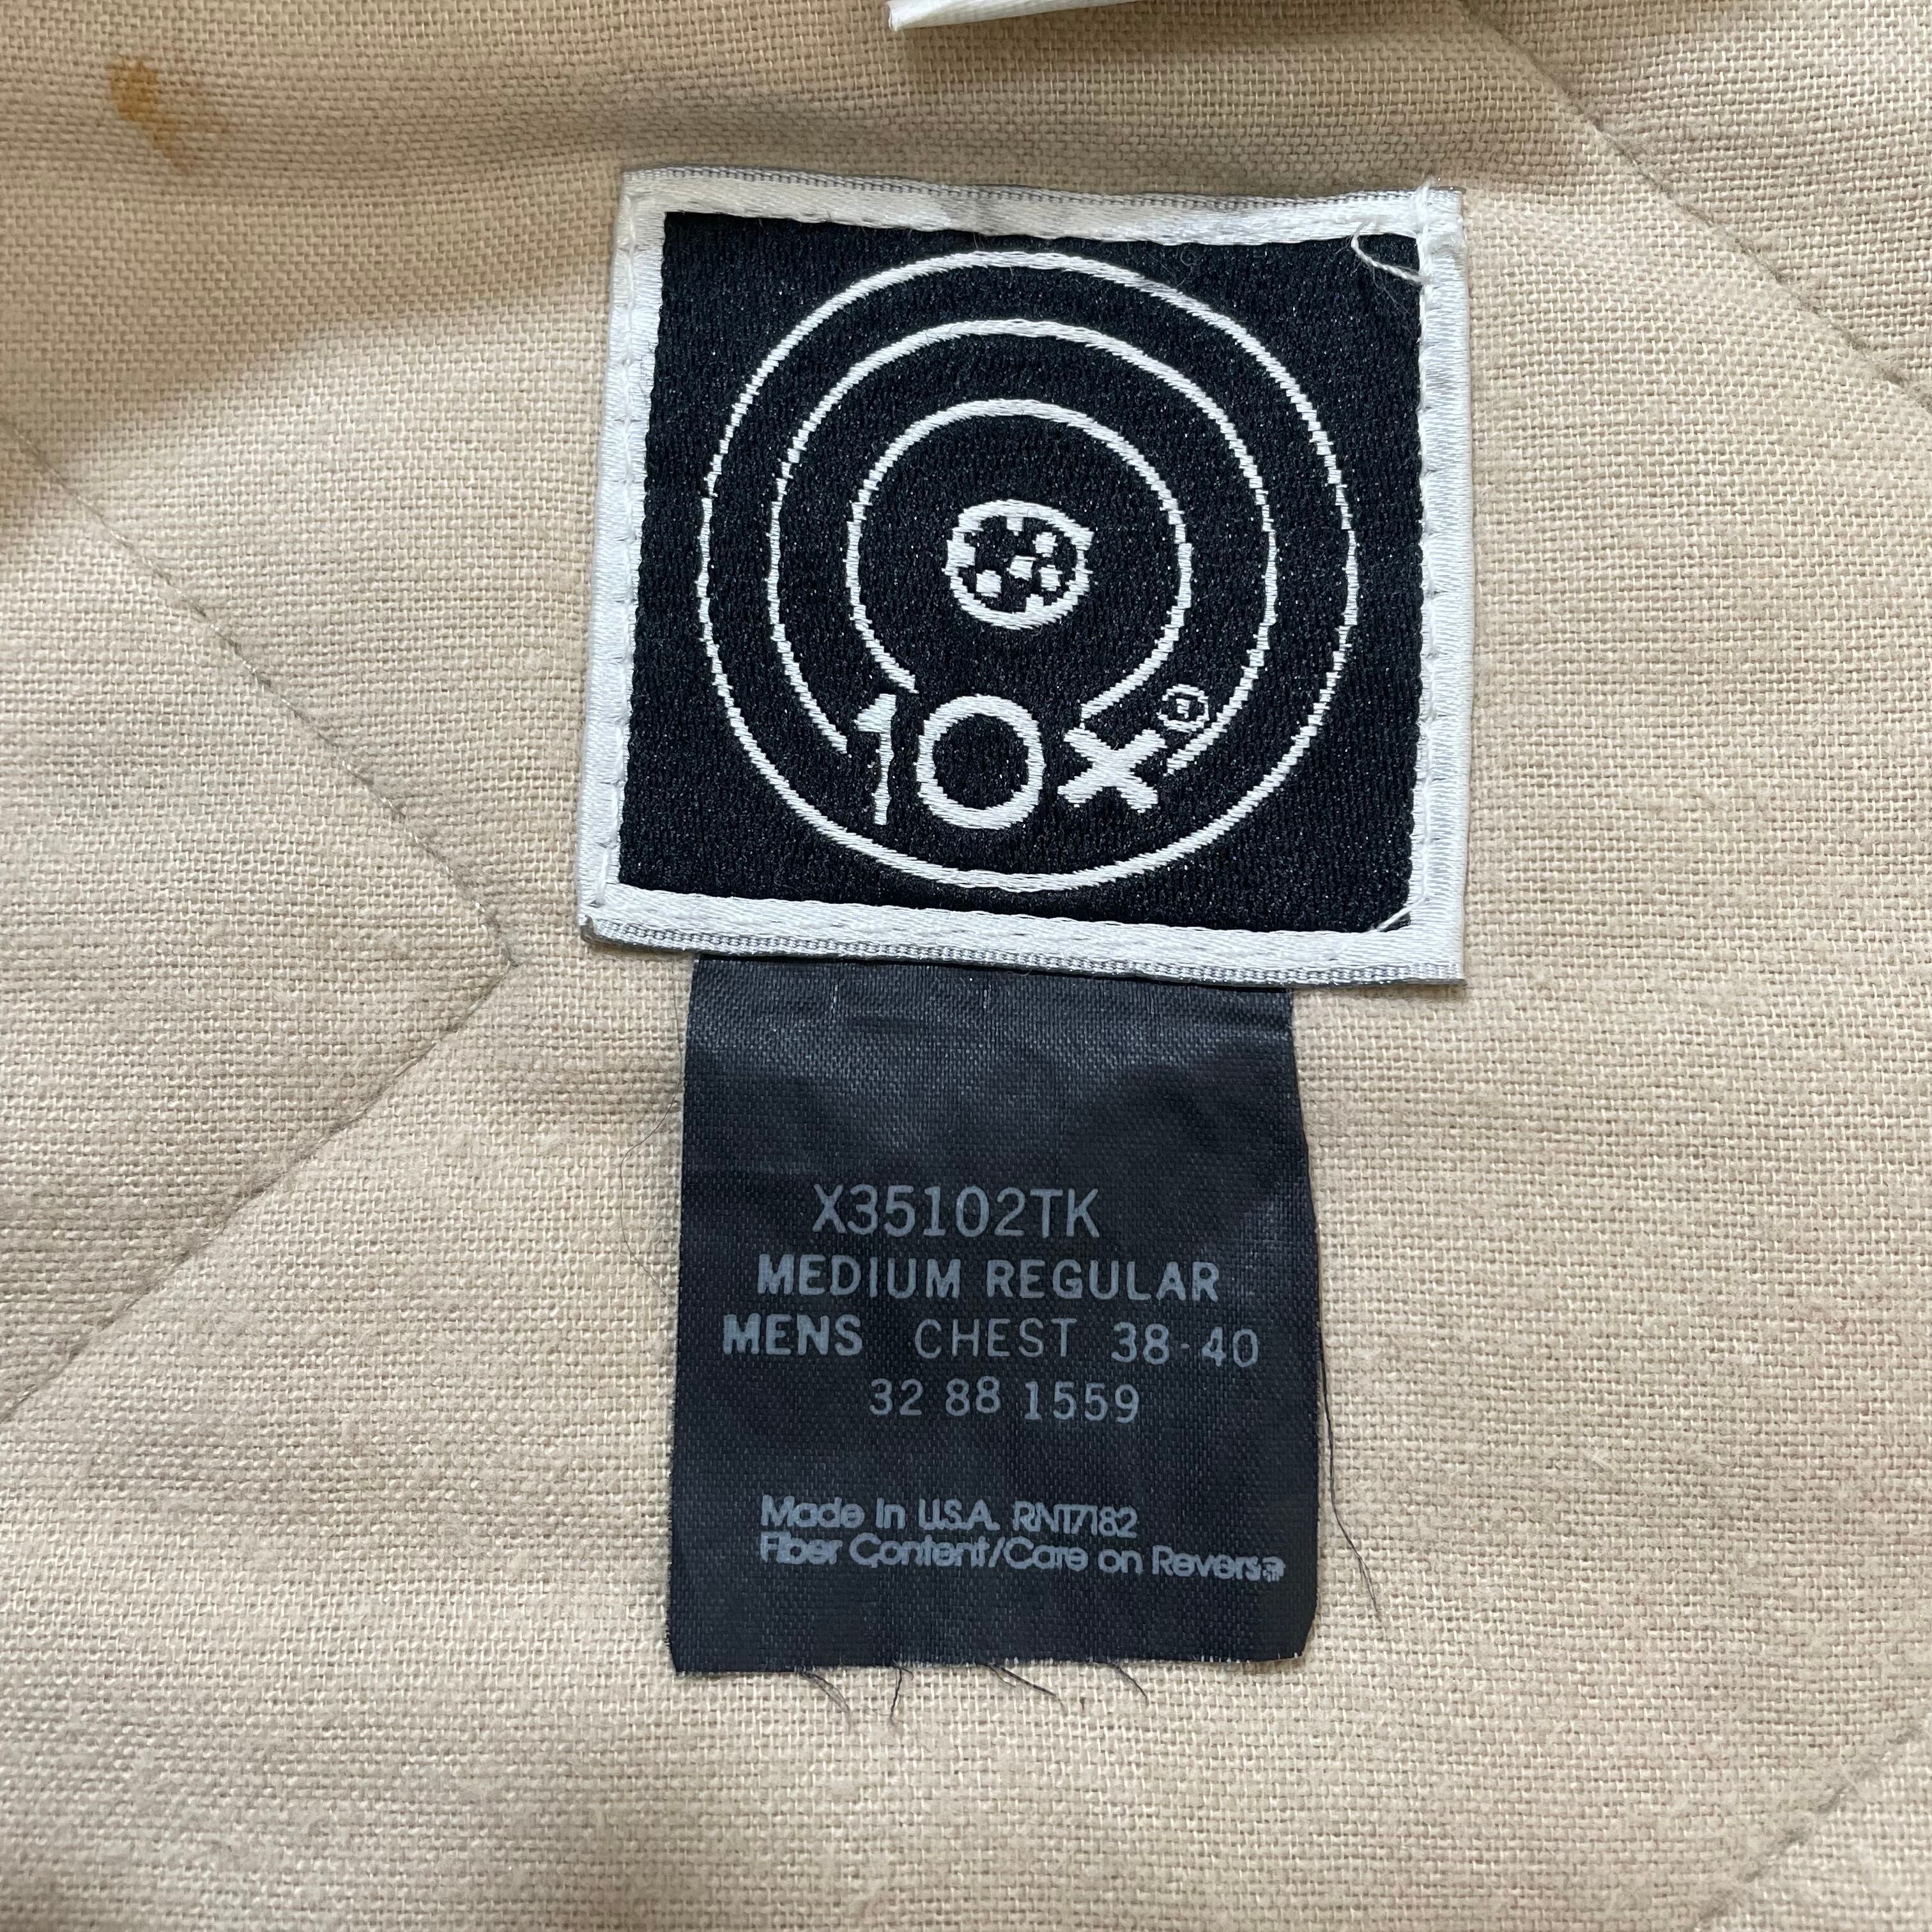 10X®
X35102TK
MEDIUM REGULAR
MENS CHEST 38-40
32 88 1559
Made In U.S.A. RN17182
Fiber Content/Care on Reverse